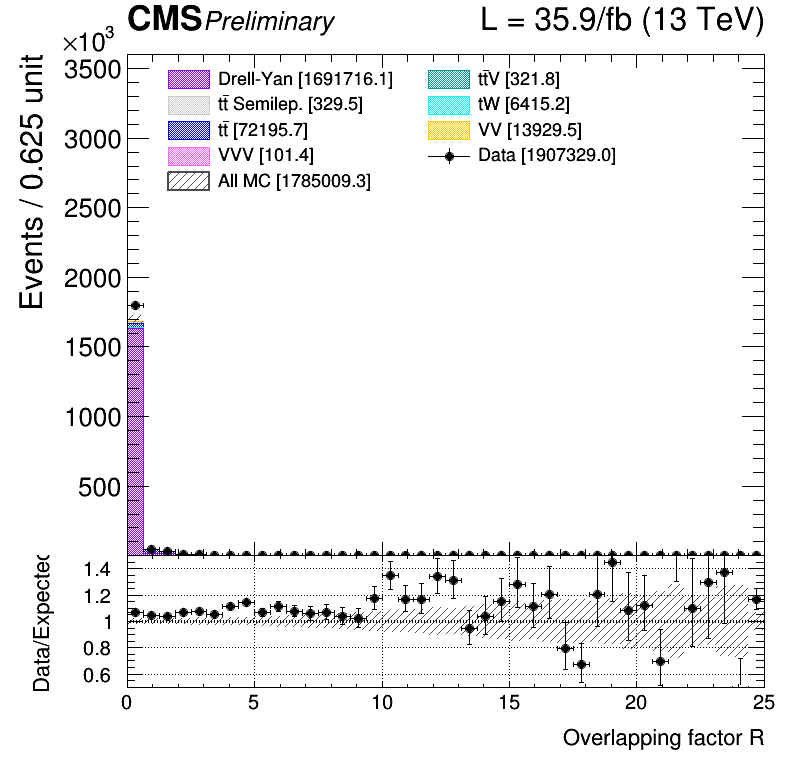 CMS Preliminary L = 35.9/fb (13 TeV)
×10³
Events / 0.625 unit
3500
3000
2500
2000
1500
1000
500
Drell-Yan [1691716.1]
tt̄ Semilep. [329.5]
tt̄ [72195.7]
VVV [101.4]
All MC [1785009.3]
tt̄V [321.8]
tW [6415.2]
VV [13929.5]
Data [1907329.0]
Data/Expected
1.4
1.2
1
0.8
0.6
0 5 10 15 20 25
Overlapping factor R